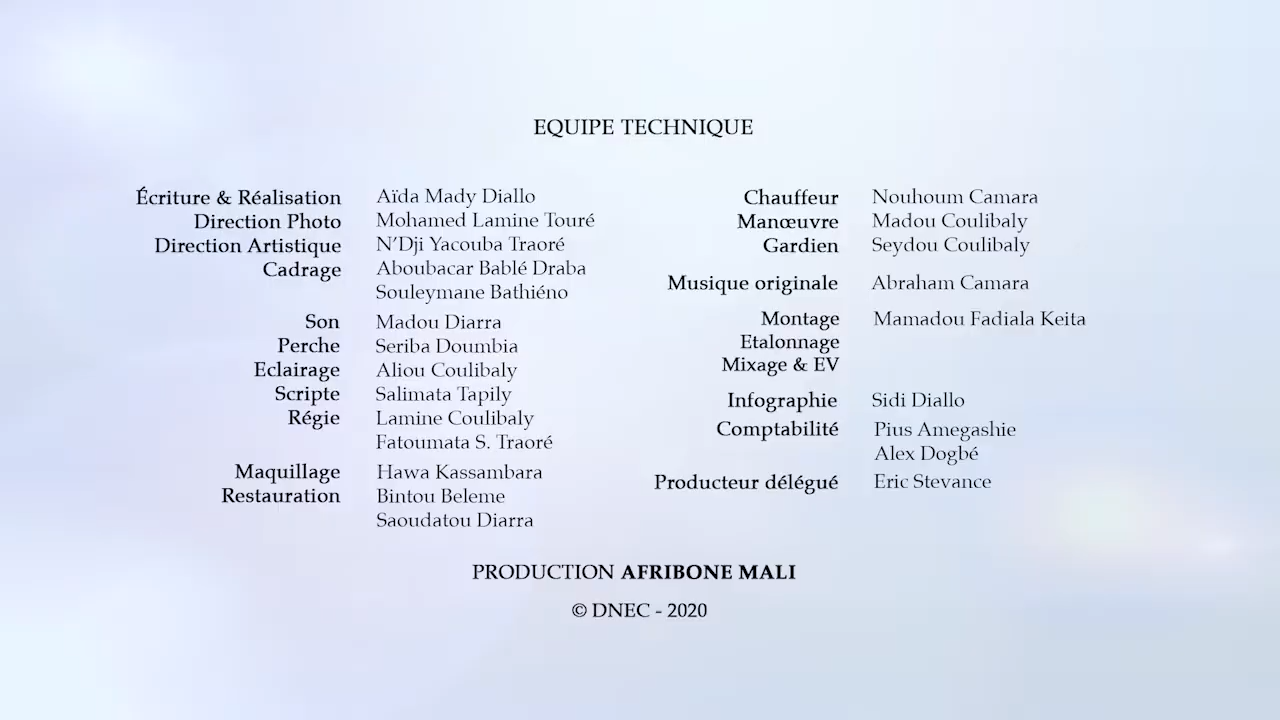 EQUIPE TECHNIQUE
Écriture & Réalisation Aïda Mady Diallo
Direction Photo Mohamed Lamine Touré
Direction Artistique N'Dji Yacouba Traoré
Cadrage Aboubacar Bablé Draba
Souleymane Bathiéno
Son Madou Diarra
Perche Seriba Doumbia
Eclairage Aliou Coulibaly
Scripte Salimata Tapily
Régie Lamine Coulibaly
Fatoumata S. Traoré
Maquillage Hawa Kassambara
Restauration Bintou Beleme
Saoudatou Diarra
Chauffeur Nouhoum Camara
Manœuvre Madou Coulibaly
Gardien Seydou Coulibaly
Musique originale Abraham Camara
Montage Mamadou Fadiala Keita
Etalonnage
Mixage & EV
Infographie Sidi Diallo
Comptabilité Pius Amegashie
Alex Dogbé
Producteur délégué Eric Stevance
PRODUCTION AFRIBONE MALI
© DNEC - 2020